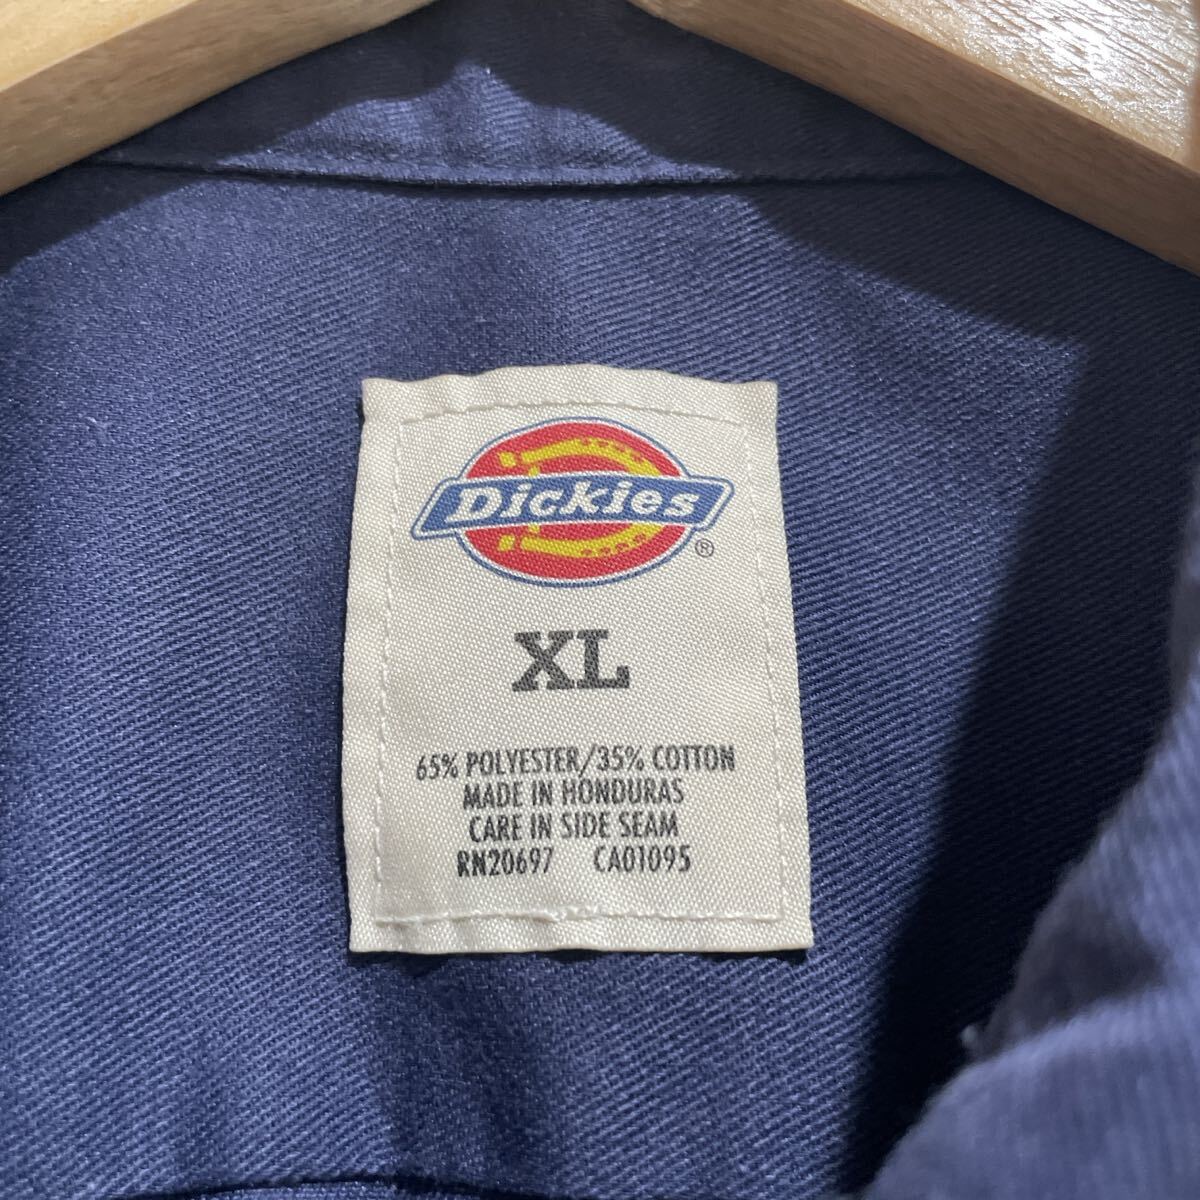 Dickies
®
XL
65% POLYESTER/35% COTTON
MADE IN HONDURAS
CARE IN SIDE SEAM
RN20697 CA01095